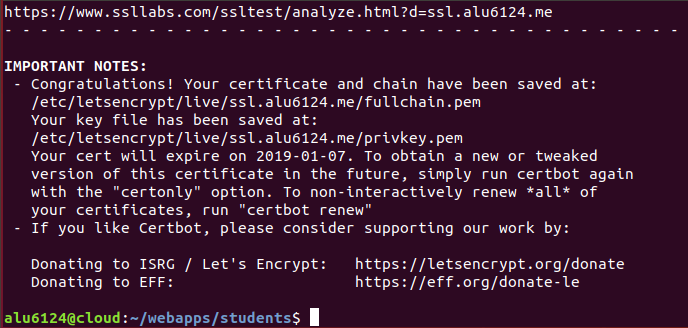 https://www.ssllabs.com/ssltest/analyze.html?d=ssl.alu6124.me
- - - - - - - - - - - - - - - - - - - - - - - - - - - - - - - - - - - - - -
IMPORTANT NOTES:
- Congratulations! Your certificate and chain have been saved at:
/etc/letsencrypt/live/ssl.alu6124.me/fullchain.pem
Your key file has been saved at:
/etc/letsencrypt/live/ssl.alu6124.me/privkey.pem
Your cert will expire on 2019-01-07. To obtain a new or tweaked
version of this certificate in the future, simply run certbot again
with the "certonly" option. To non-interactively renew *all* of
your certificates, run "certbot renew"
- If you like Certbot, please consider supporting our work by:
Donating to ISRG / Let's Encrypt:   https://letsencrypt.org/donate
Donating to EFF:                    https://eff.org/donate-le
alu6124@cloud:~/webapps/students$